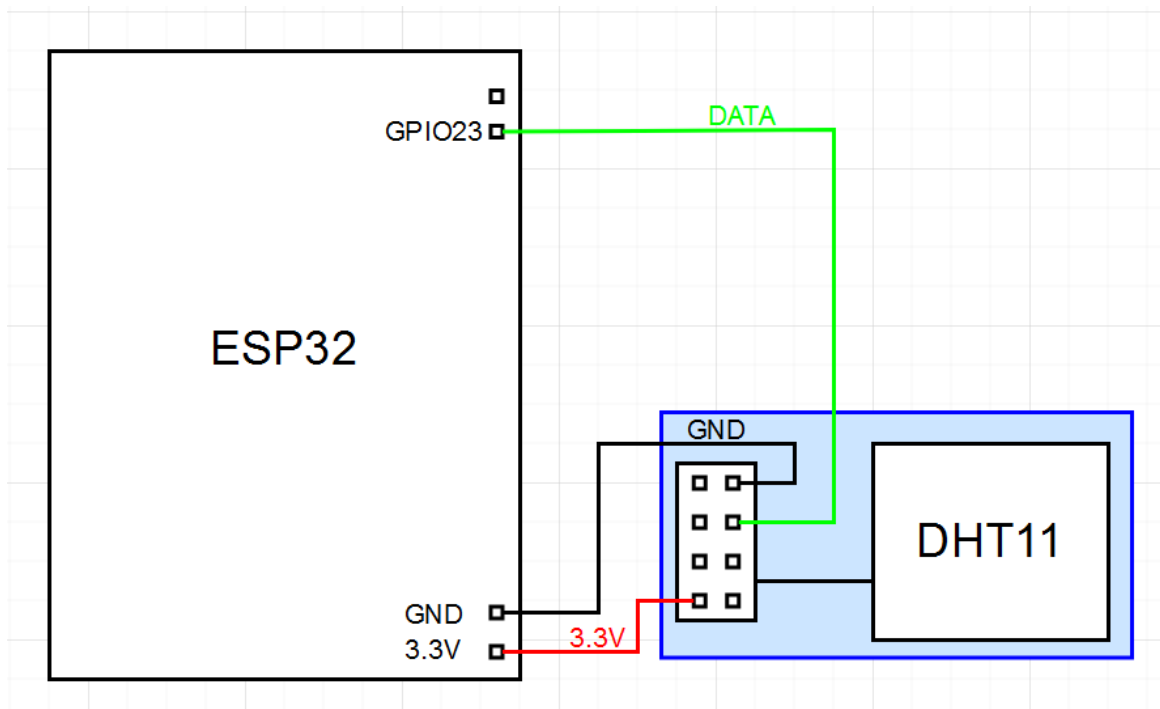 DATA
GPIO23
ESP32
GND
DHT11
GND
3.3V
3.3V